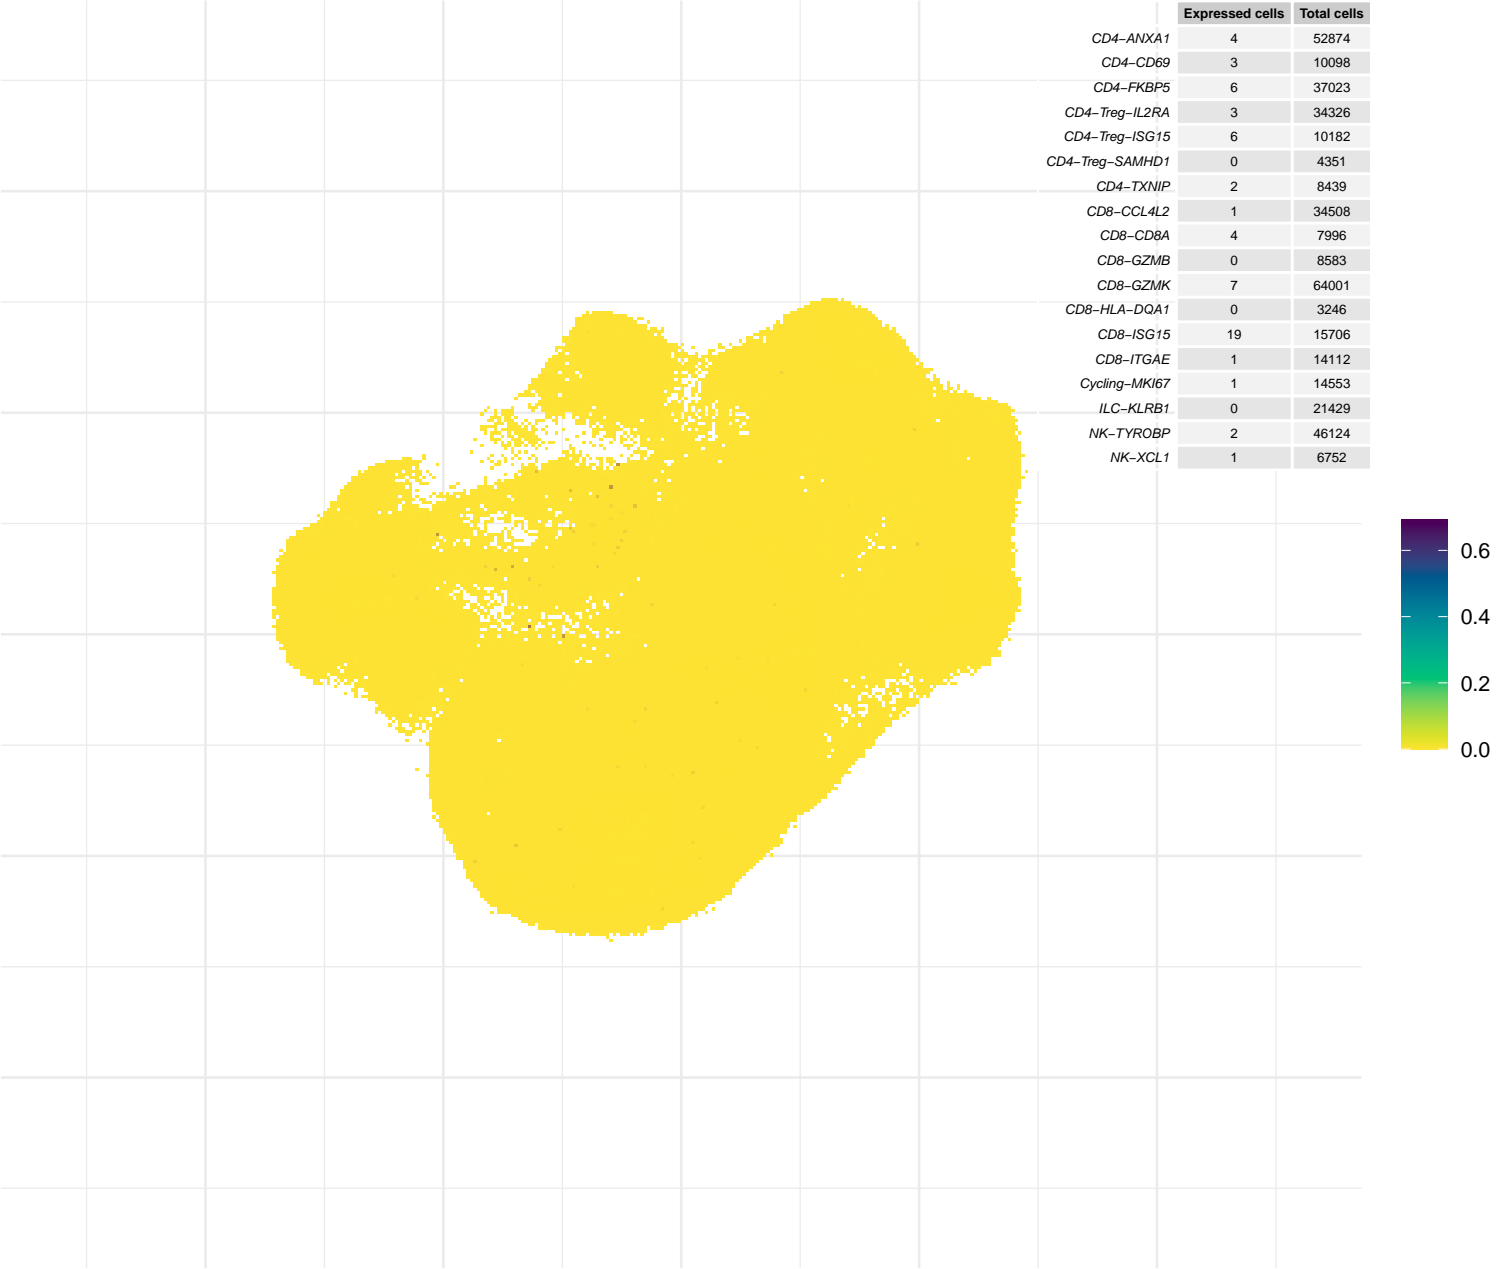 Expressed cells Total cells
CD4−ANXA1 4 52874
CD4−CD69 3 10098
CD4−FKBP5 6 37023
CD4−Treg−IL2RA 3 34326
CD4−Treg−ISG15 6 10182
CD4−Treg−SAMHD1 0 4351
CD4−TXNIP 2 8439
CD8−CCL4L2 1 34508
CD8−CD8A 4 7996
CD8−GZMB 0 8583
CD8−GZMK 7 64001
CD8−HLA−DQA1 0 3246
CD8−ISG15 19 15706
CD8−ITGAE 1 14112
Cycling−MKI67 1 14553
ILC−KLRB1 0 21429
NK−TYROBP 2 46124
NK−XCL1 1 6752
0.6
0.4
0.2
0.0